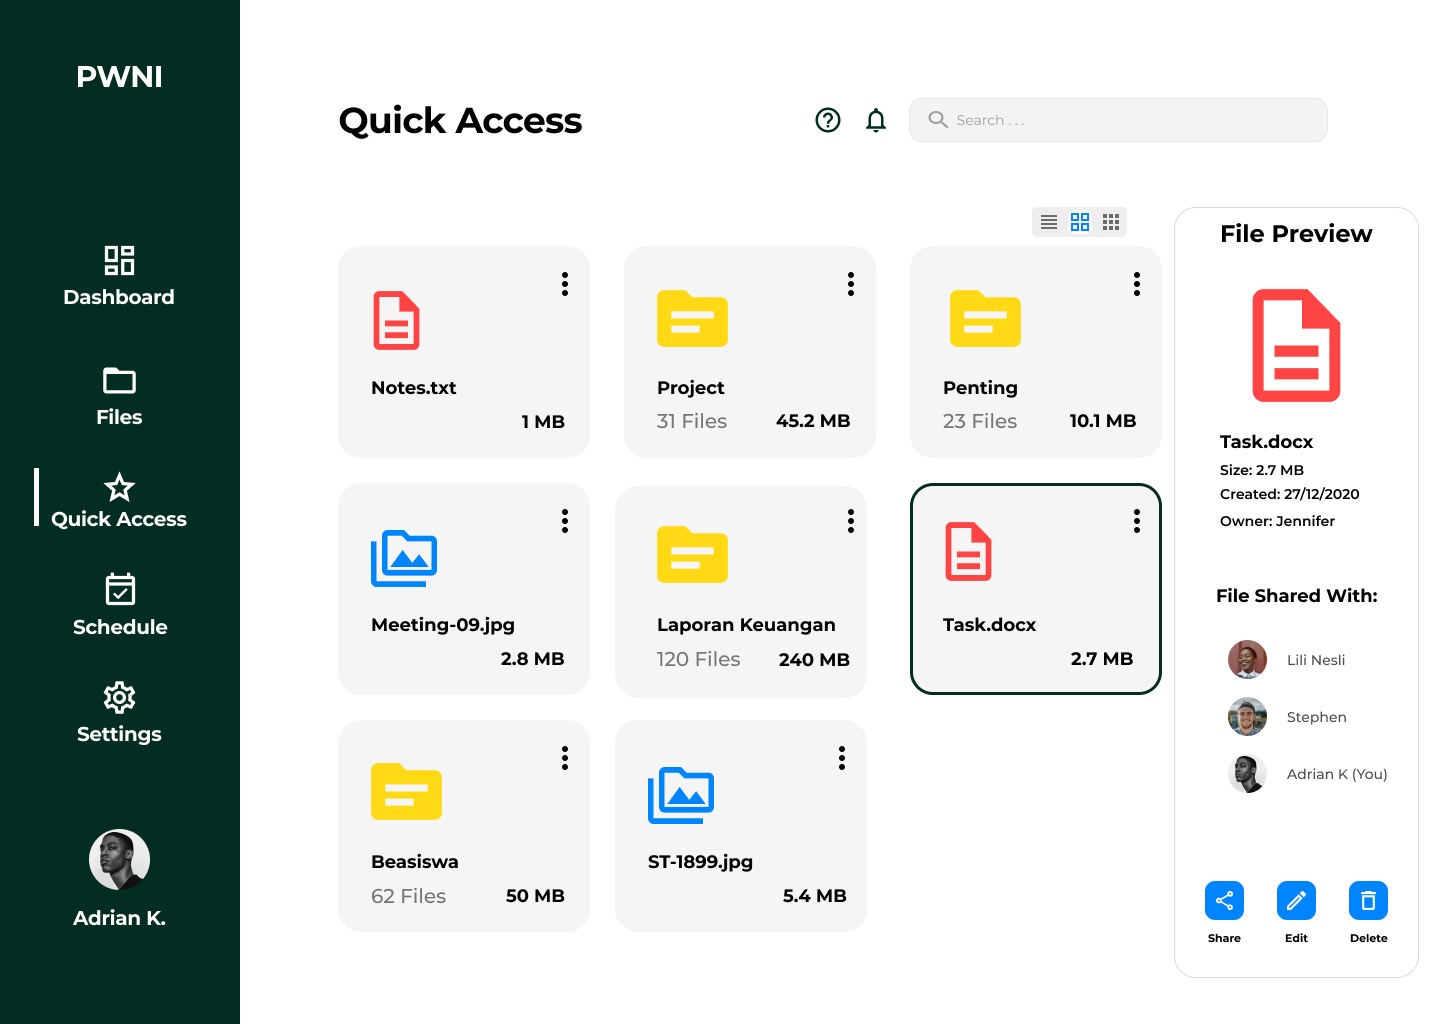 PWNI
Dashboard
Files
Quick Access
Schedule
Settings
Adrian K.
Quick Access
Search . . .
Notes.txt
1 MB
Project
31 Files
45.2 MB
Penting
23 Files
10.1 MB
Meeting-09.jpg
2.8 MB
Laporan Keuangan
120 Files
240 MB
Task.docx
2.7 MB
Beasiswa
62 Files
50 MB
ST-1899.jpg
5.4 MB
File Preview
Task.docx
Size: 2.7 MB
Created: 27/12/2020
Owner: Jennifer
File Shared With:
Lili Nesli
Stephen
Adrian K (You)
Share
Edit
Delete